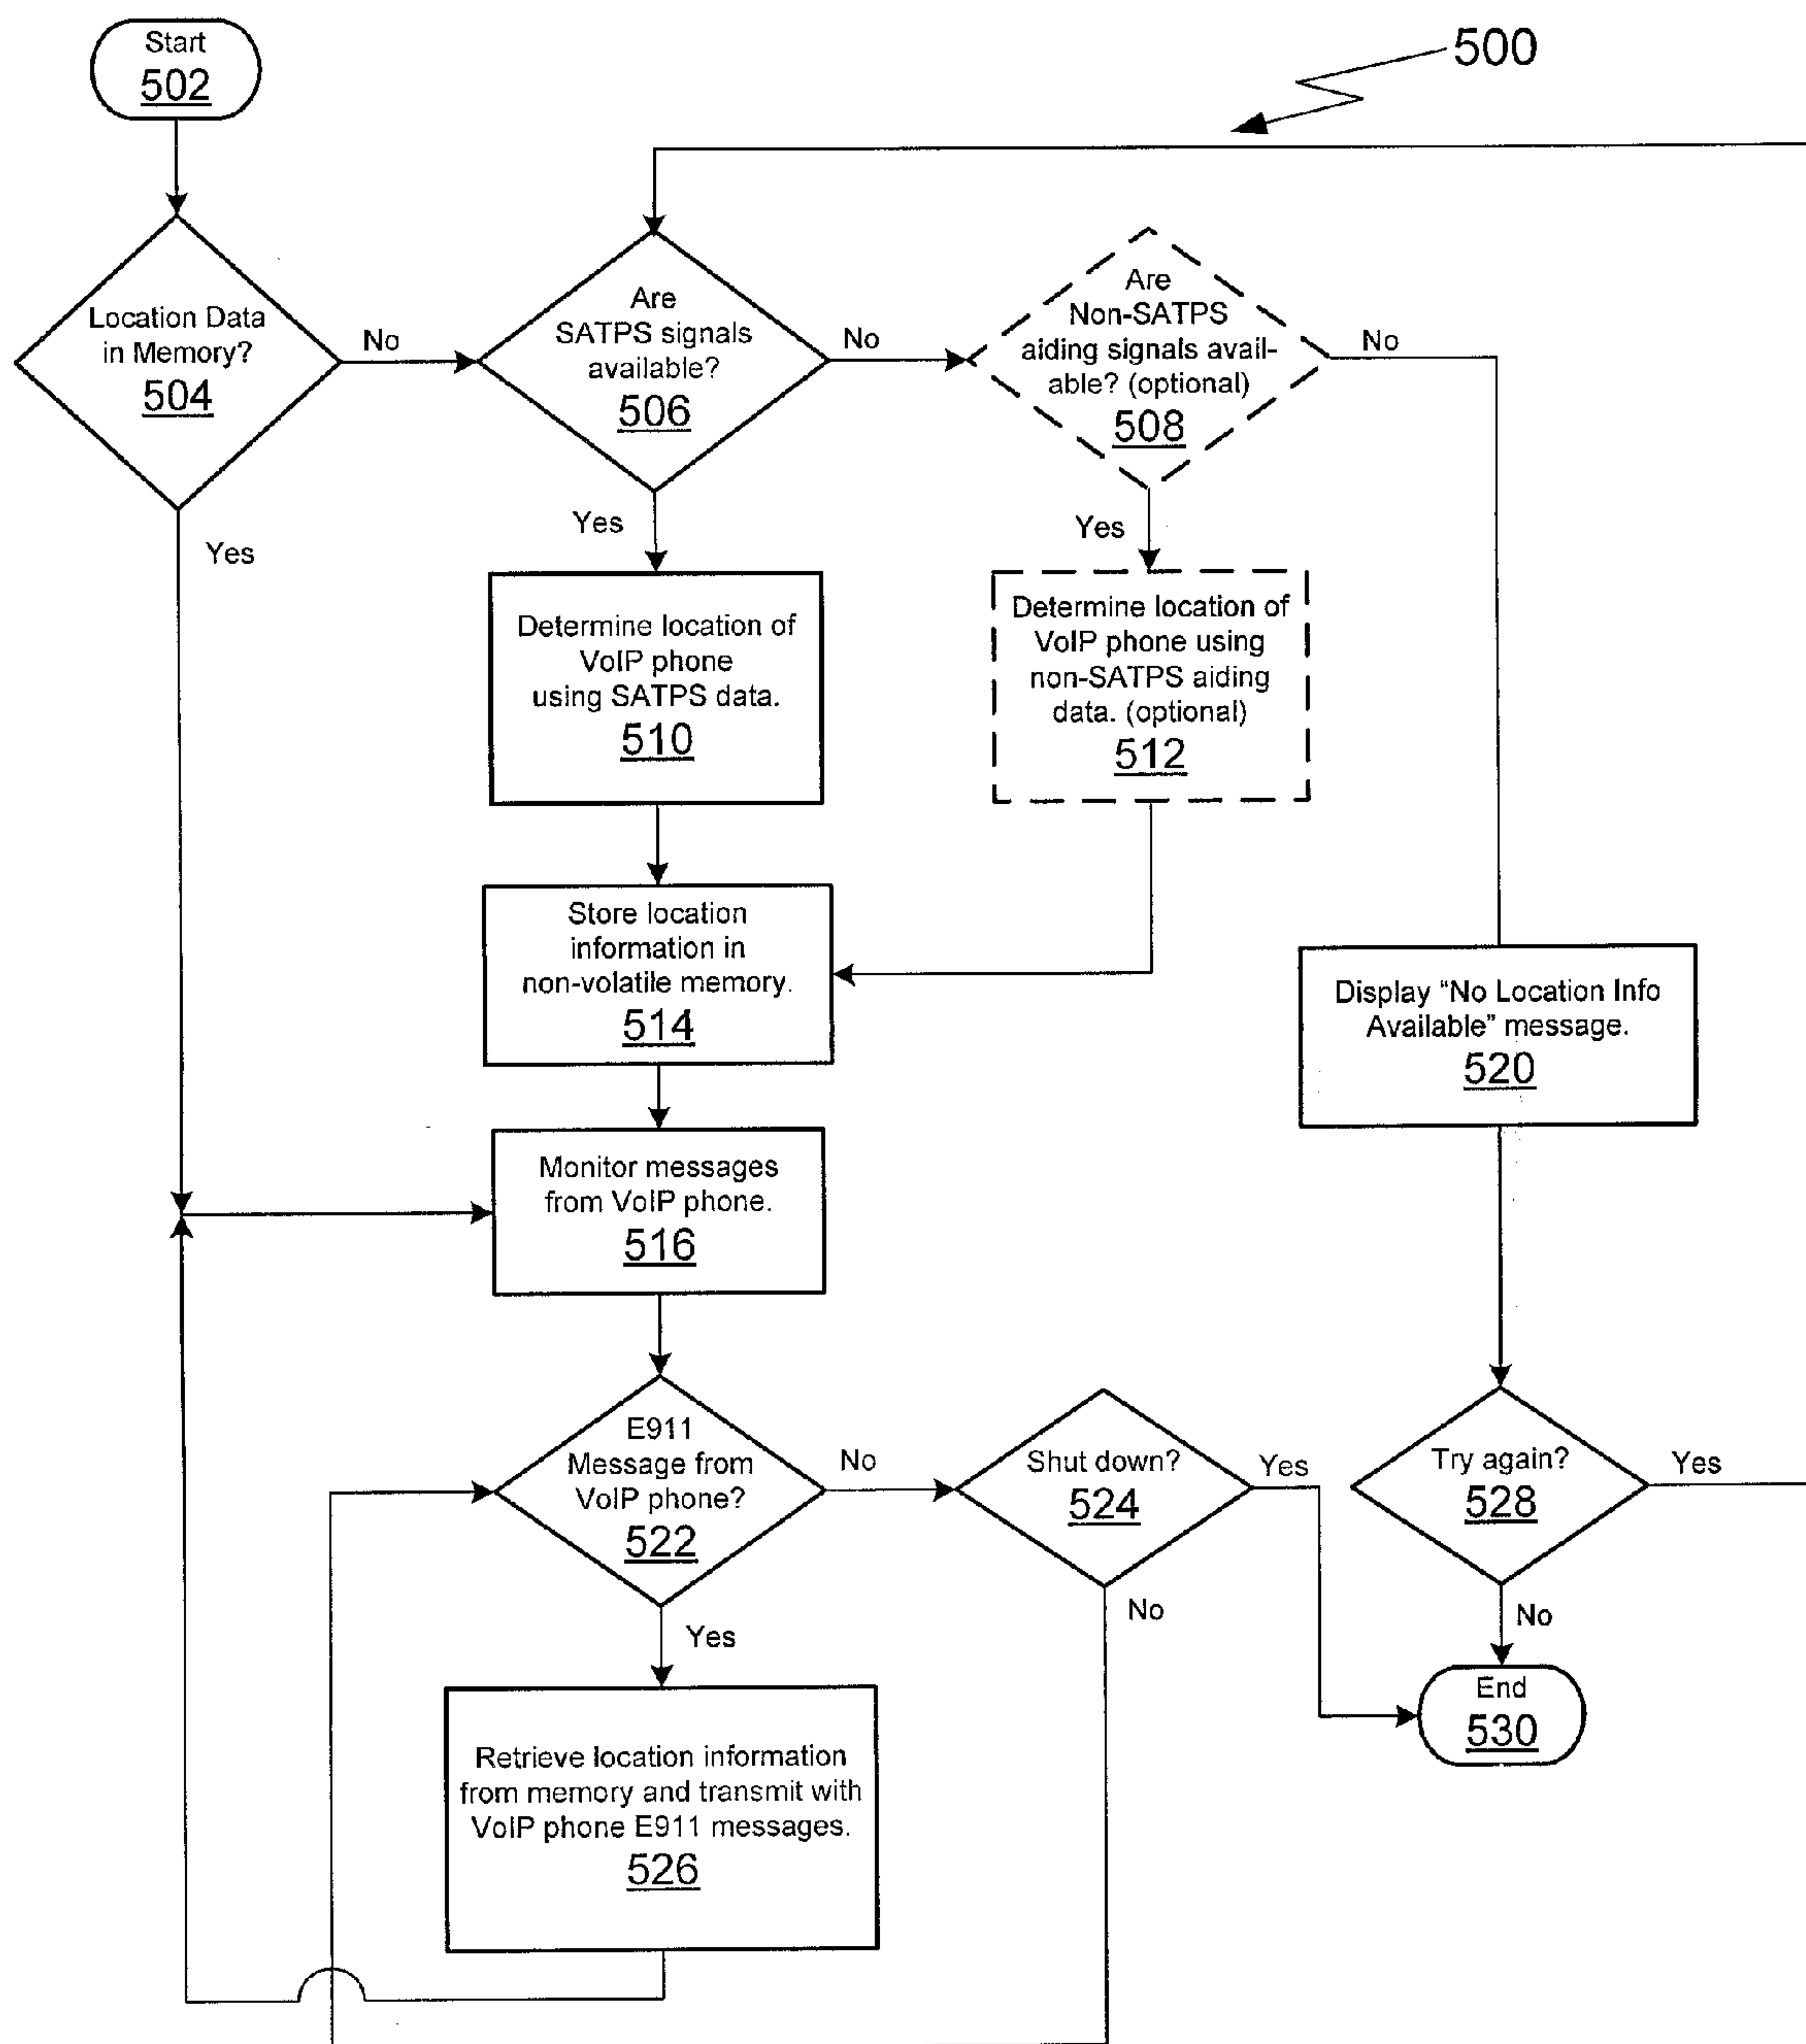 Start
502
500
Location Data
in Memory?
504
No
Yes
Are
SATPS signals
available?
506
No
Yes
Are
Non-SATPS
aiding signals avail-
able? (optional)
508
No
Yes
Determine location of
VoIP phone
using SATPS data.
510
Determine location of
VoIP phone using
non-SATPS aiding
data. (optional)
512
Store location
information in
non-volatile memory.
514
Display “No Location Info
Available” message.
520
Monitor messages
from VoIP phone.
516
E911
Message from
VoIP phone?
522
No
Yes
Shut down?
524
Yes
No
Try again?
528
Yes
No
End
530
Retrieve location information
from memory and transmit with
VoIP phone E911 messages.
526